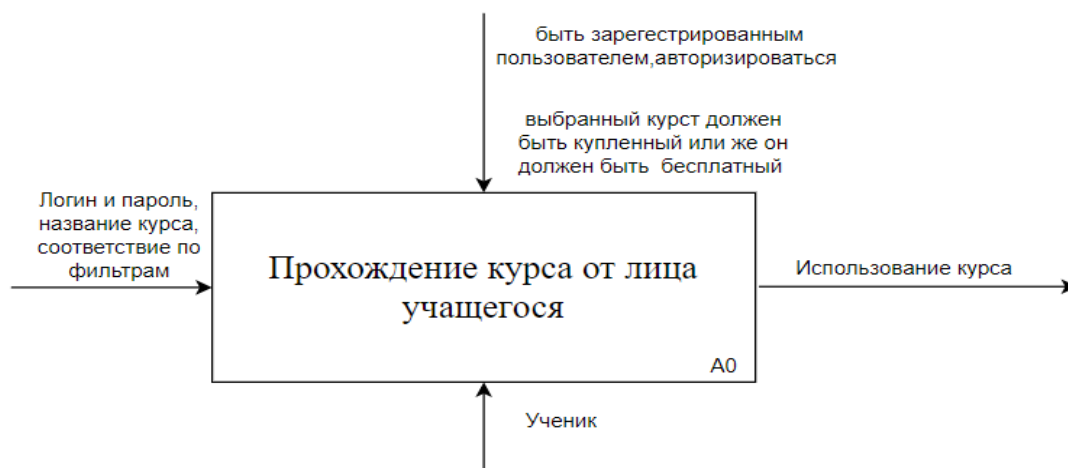 быть зарегестрированным
пользователем,авторизироваться
выбранный курст должен
быть купленный или же он
должен быть бесплатный
Логин и пароль,
название курса,
соответствие по
фильтрам
Прохождение курса от лица
учащегося
A0
Использование курса
Ученик